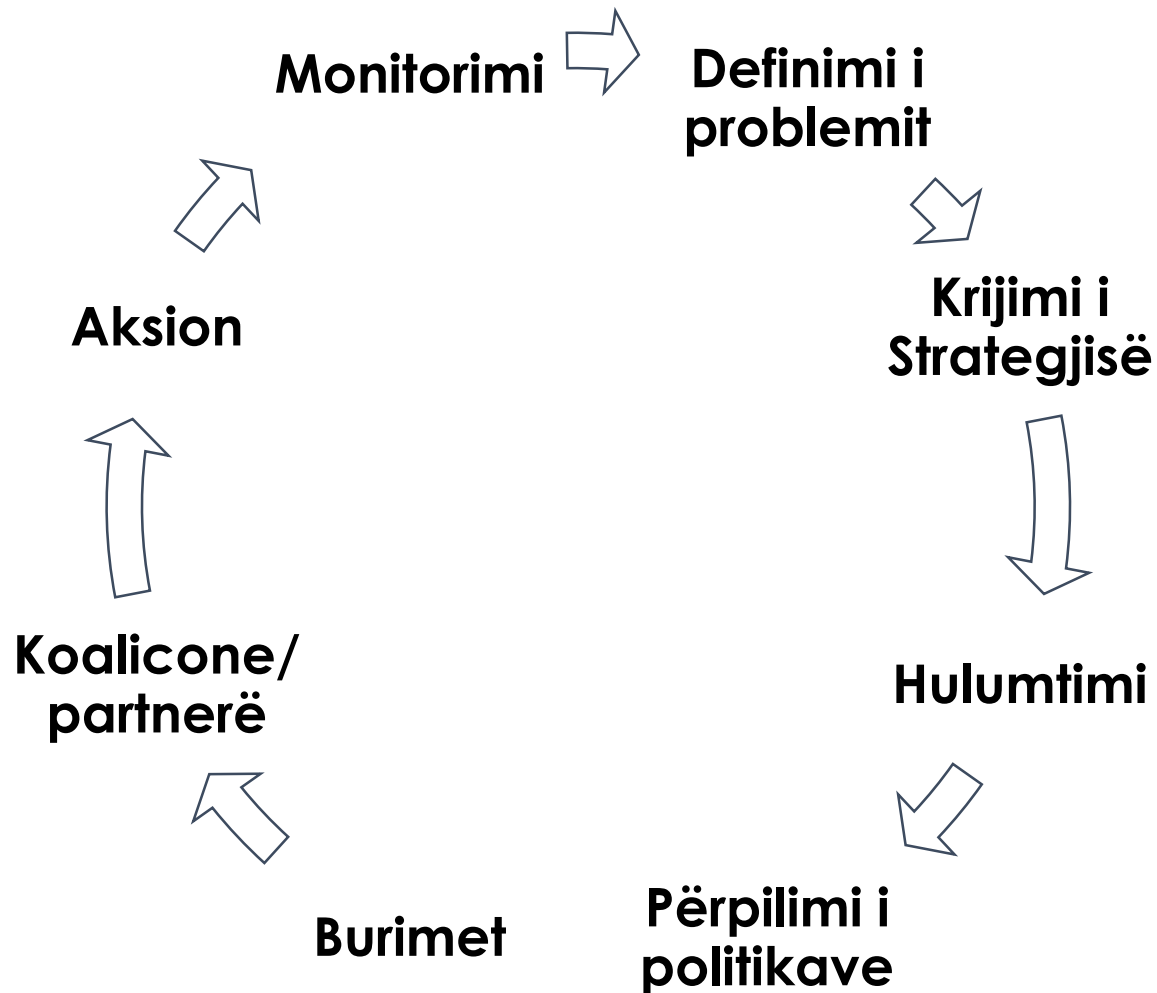 Monitorimi
Definimi i
problemit
Krijimi i
Strategjisë
Hulumtimi
Përpilimi i
politikave
Burimet
Koalicone/
partnerë
Aksion